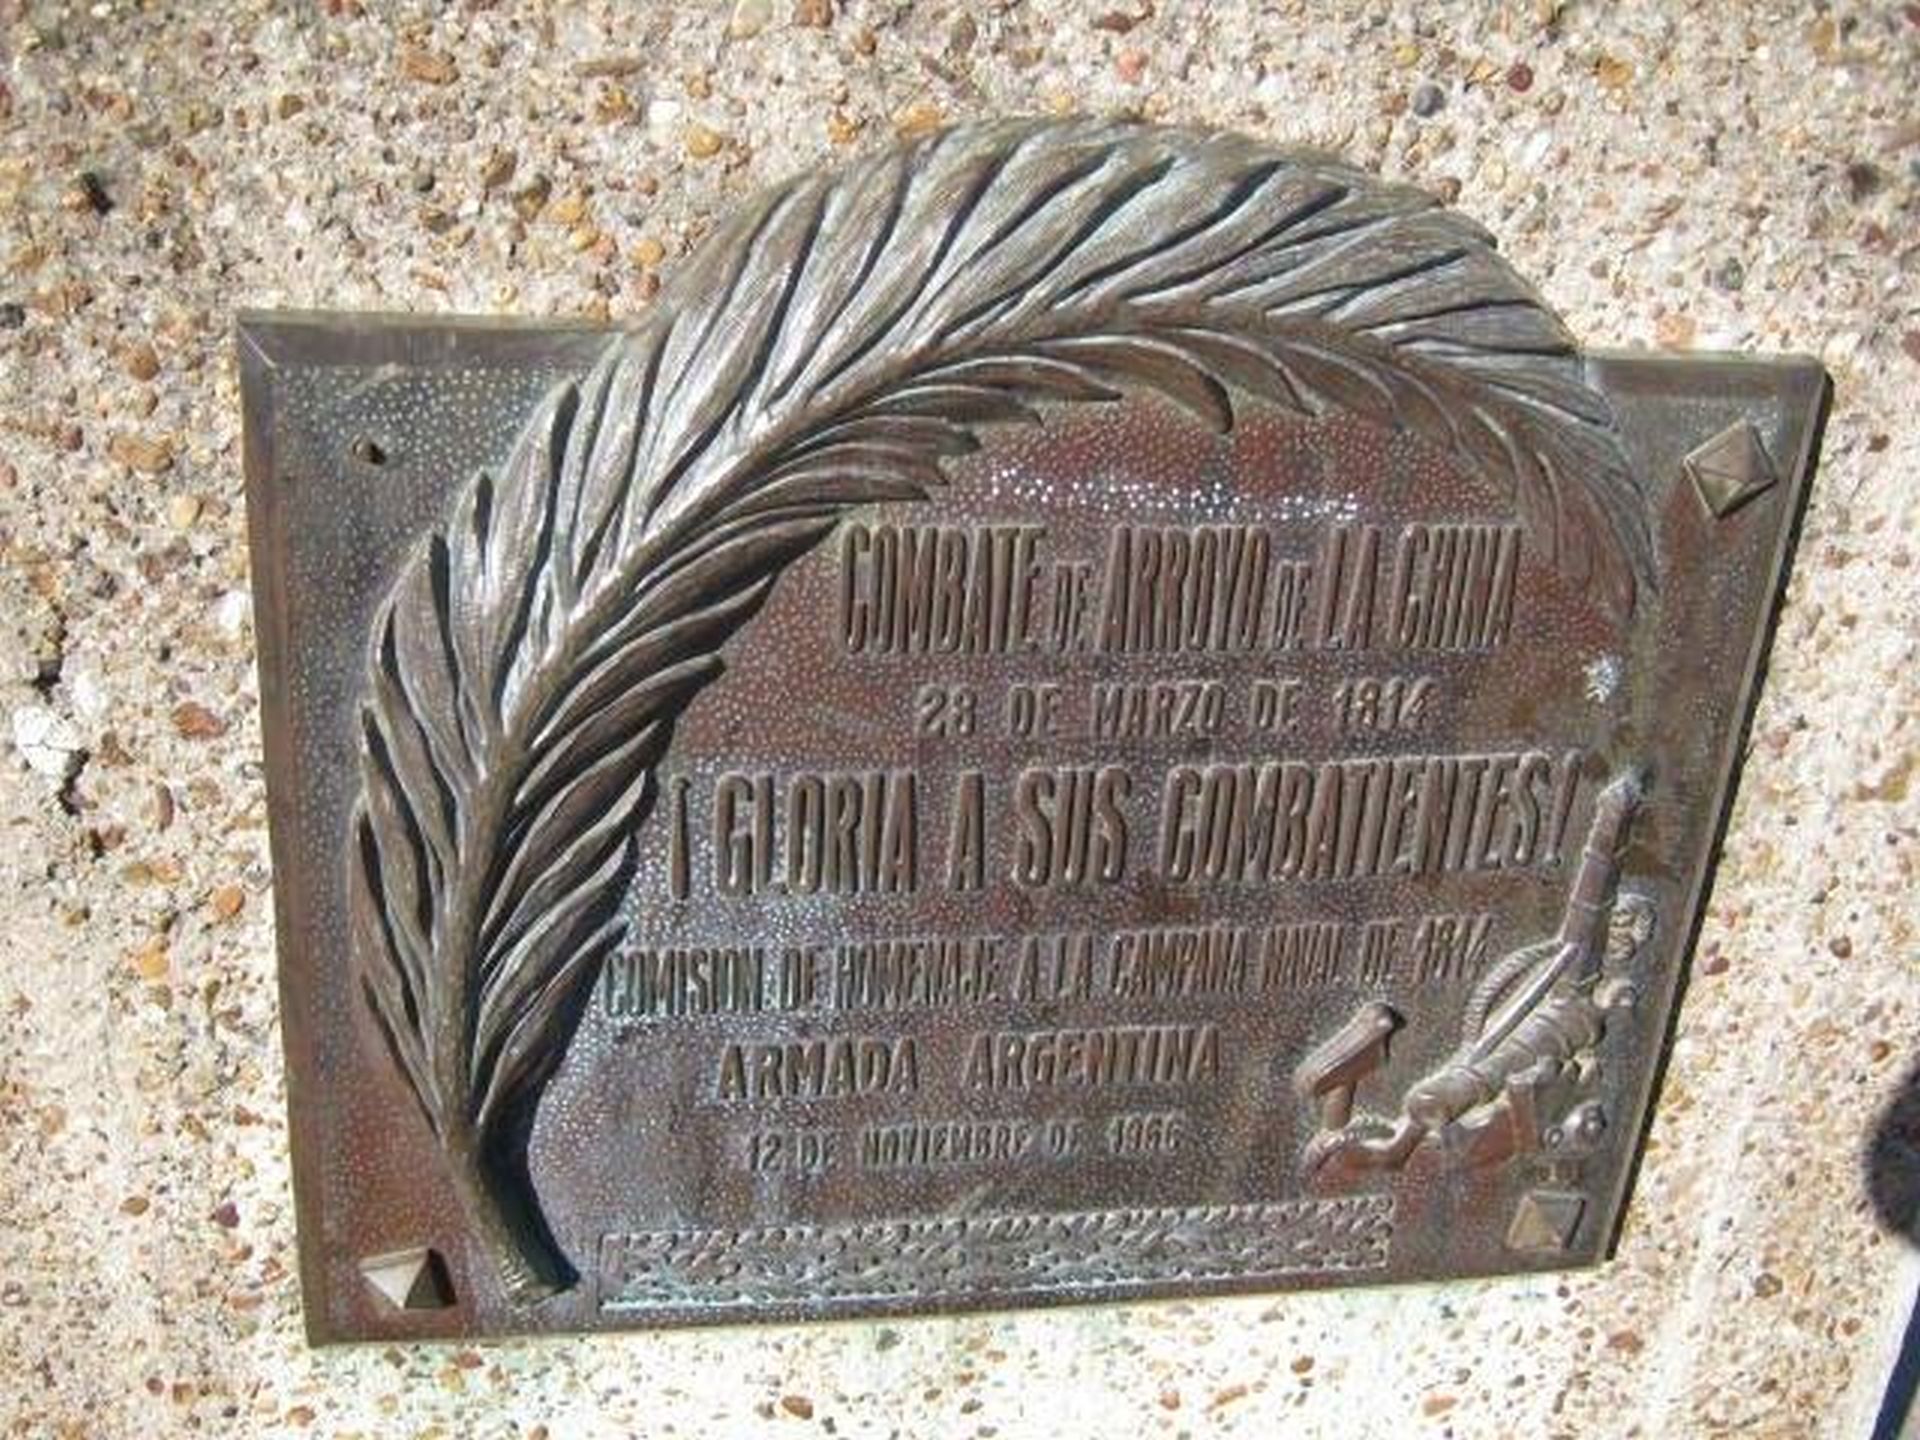 COMBATE DE ARROYO DE LA CHINA
28 DE MARZO DE 1814
¡GLORIA A SUS COMBATIENTES!
COMISION DE HOMENAJE A LA CAMPAÑA NAVAL DE 1814
ARMADA ARGENTINA
12 DE NOVIEMBRE DE 1966